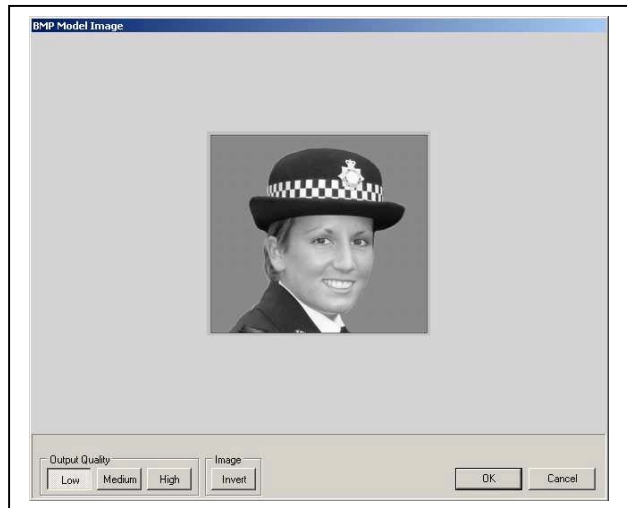 BMP Model Image
Output Quality
Image
Low
Medium
High
Invert
OK
Cancel